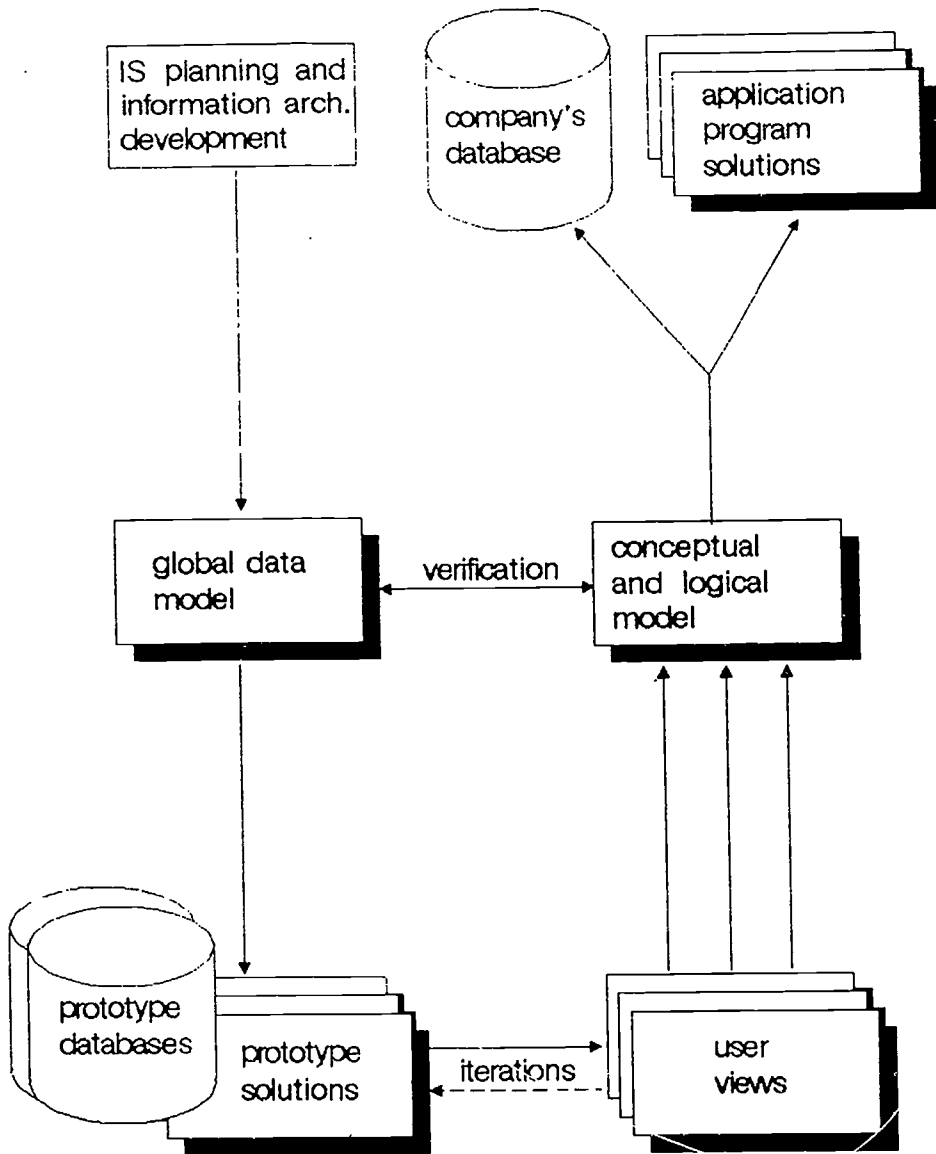 IS planning and
information arch.
development
company's
database
application
program
solutions
global data
model
verification
conceptual
and logical
model
prototype
databases
prototype
solutions
iterations
user
views